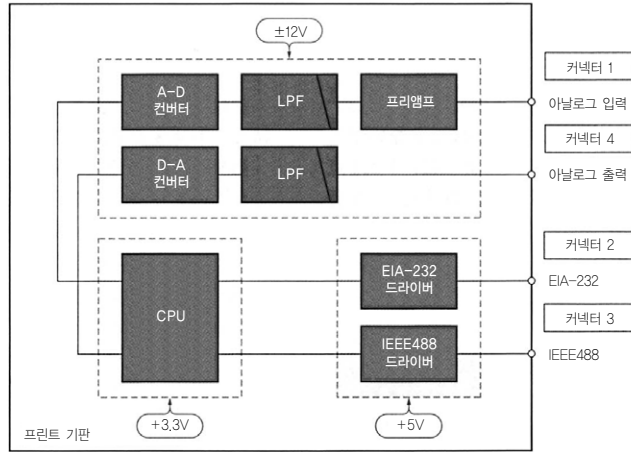 ±12V
커넥터 1
A-D
컨버터
LPF
프리앰프
아날로그 입력
커넥터 4
D-A
컨버터
LPF
아날로그 출력
커넥터 2
EIA-232
드라이버
EIA-232
CPU
커넥터 3
IEEE488
드라이버
IEEE488
+3.3V
+5V
프린트 기판